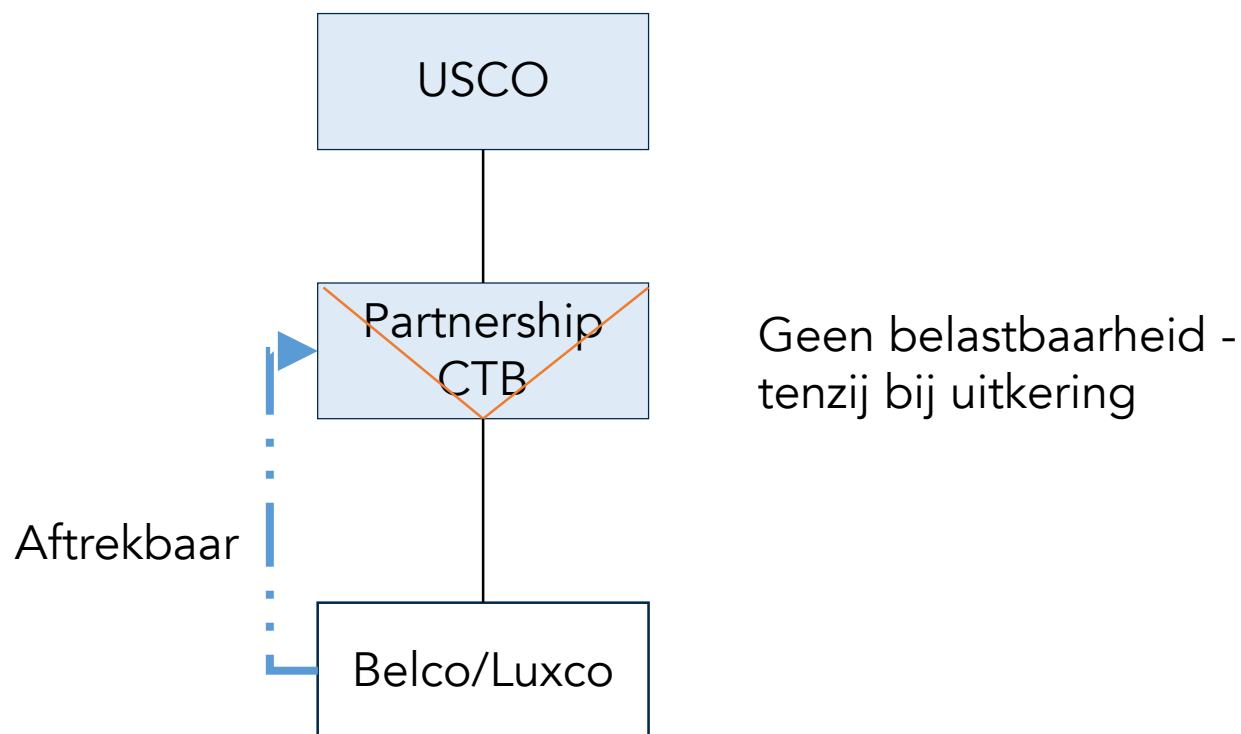 USCO
Partnership
CTB
Geen belastbaarheid -
tenzij bij uitkering
Aftrekbaar
Belco/Luxco